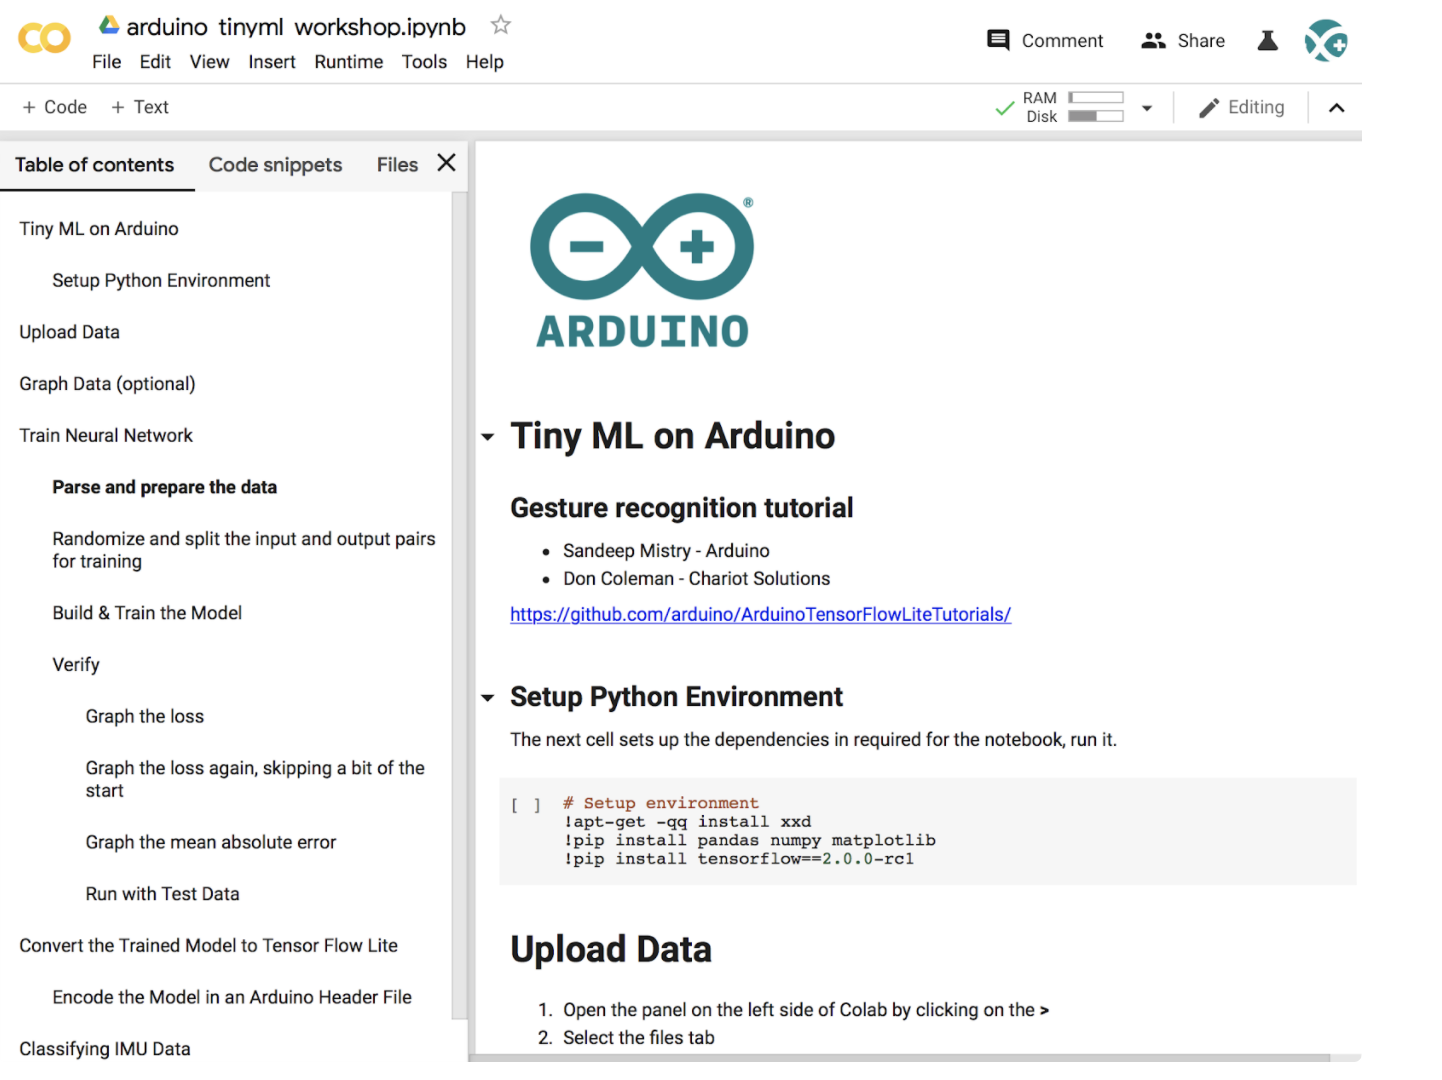 arduino tinyml workshop.ipynb
File Edit View Insert Runtime Tools Help
Comment Share
+ Code + Text
RAM
Disk
Editing
Table of contents Code snippets Files
Tiny ML on Arduino
Setup Python Environment
Upload Data
Graph Data (optional)
Train Neural Network
Parse and prepare the data
Randomize and split the input and output pairs
for training
Build & Train the Model
Verify
Graph the loss
Graph the loss again, skipping a bit of the
start
Graph the mean absolute error
Run with Test Data
Convert the Trained Model to Tensor Flow Lite
Encode the Model in an Arduino Header File
Classifying IMU Data
ARDUINO
Tiny ML on Arduino
Gesture recognition tutorial
• Sandeep Mistry - Arduino
• Don Coleman - Chariot Solutions
https://github.com/arduino/ArduinoTensorFlowLiteTutorials/
Setup Python Environment
The next cell sets up the dependencies in required for the notebook, run it.
[ ] # Setup environment
!apt-get -qq install xxd
!pip install pandas numpy matplotlib
!pip install tensorflow==2.0.0-rc1
Upload Data
1. Open the panel on the left side of Colab by clicking on the >
2. Select the files tab